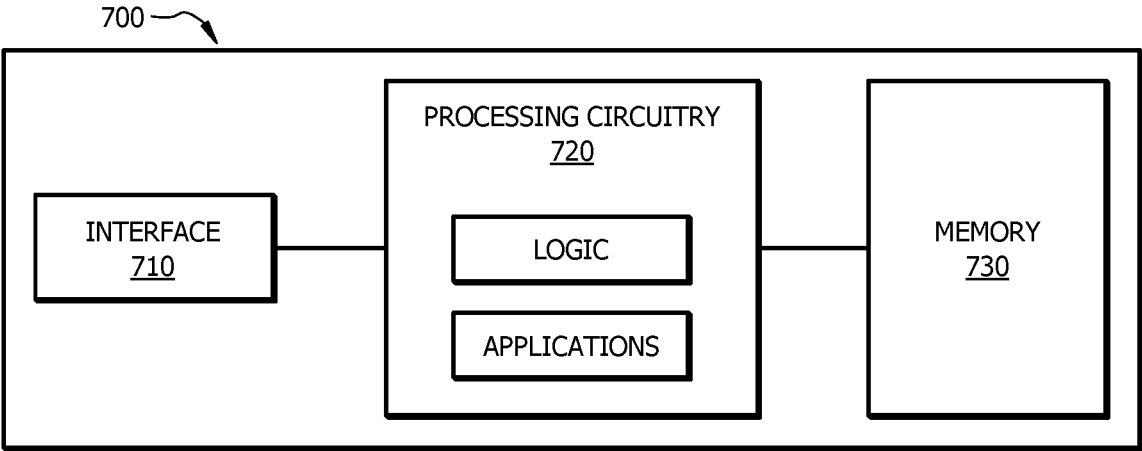 700
PROCESSING CIRCUITRY
720
INTERFACE
710
LOGIC
APPLICATIONS
MEMORY
730